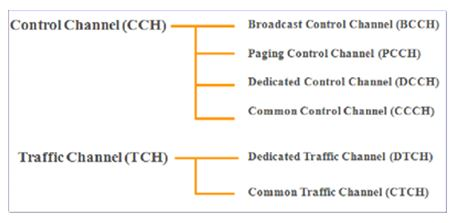 Control Channel (CCH)
Broadcast Control Channel (BCCH)
Paging Control Channel (PCCH)
Dedicated Control Channel (DCCH)
Common Control Channel (CCCH)
Traffic Channel (TCH)
Dedicated Traffic Channel (DTCH)
Common Traffic Channel (CTCH)